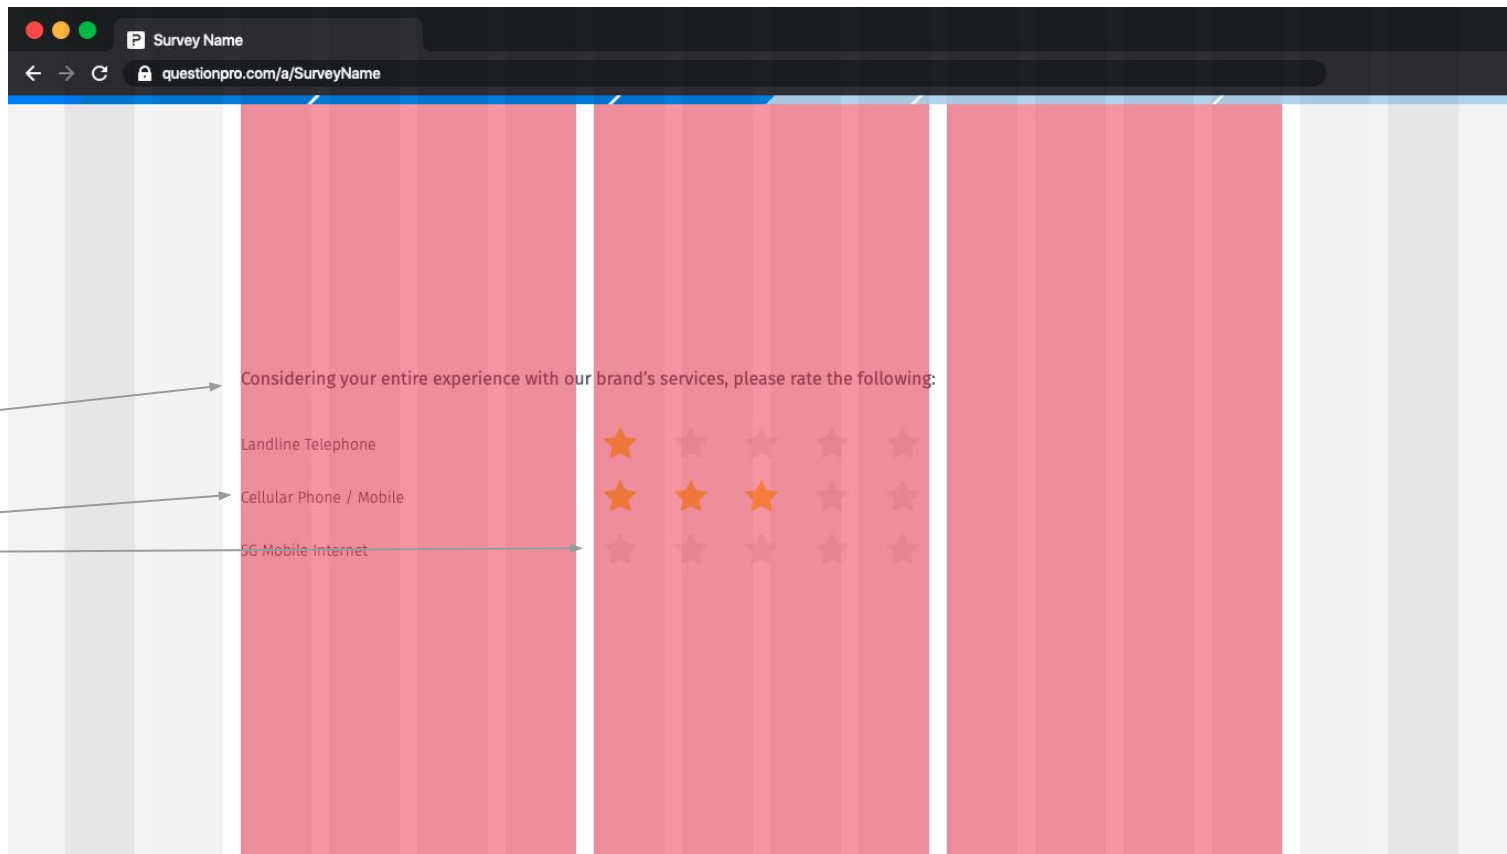 Survey Name
questionpro.com/a/SurveyName
Considering your entire experience with our brand’s services, please rate the following:
Landline Telephone
Cellular Phone / Mobile
5G Mobile Internet